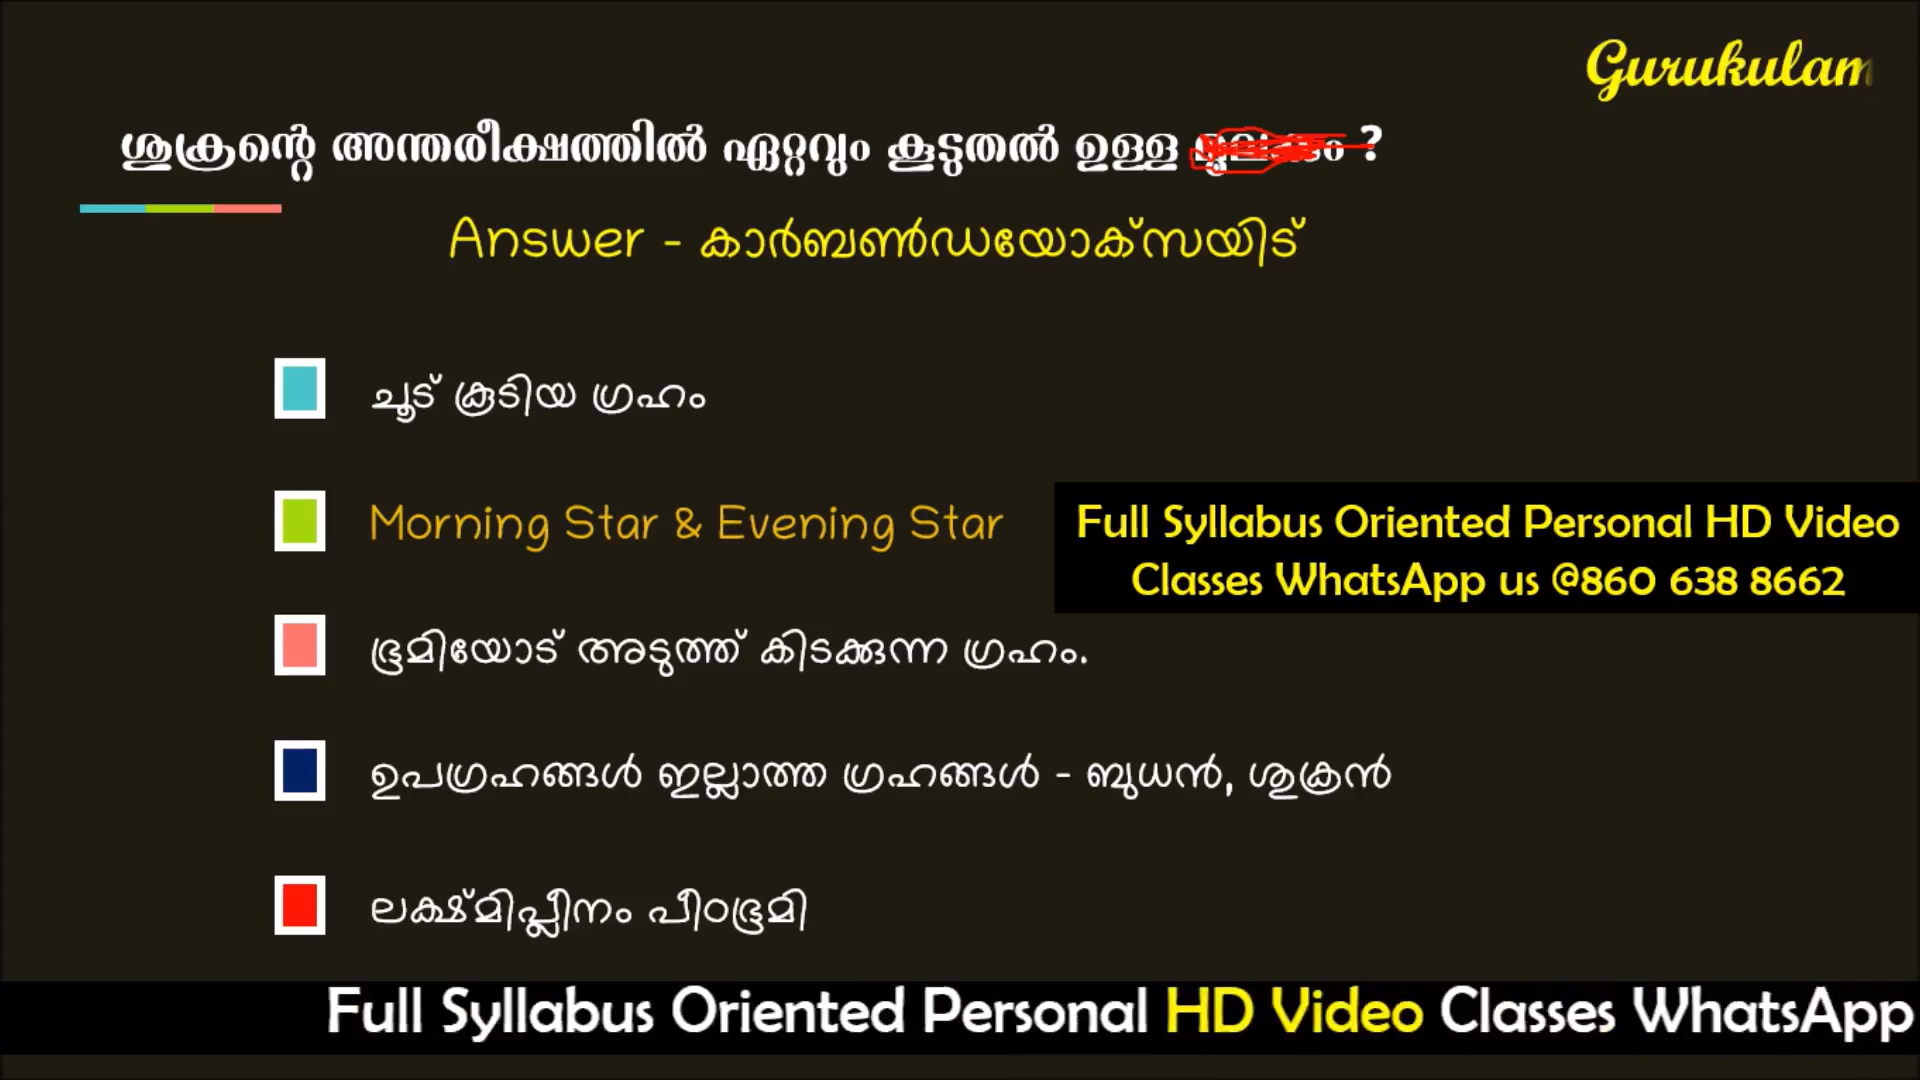 Gurukulam
ശുക്രന്റെ അന്തരീക്ഷത്തിൽ ഏറ്റവും കൂടുതൽ ഉള്ള ?
Answer - കാർബൺഡയോക്സയിട്
ചൂട് കൂടിയ ഗ്രഹം
Morning Star & Evening Star
Full Syllabus Oriented Personal HD Video
Classes WhatsApp us @860 638 8662
ഭൂമിയോട് അടുത്ത് കിടക്കുന്ന ഗ്രഹം.
ഉപഗ്രഹങ്ങൾ ഇല്ലാത്ത ഗ്രഹങ്ങൾ - ബുധൻ, ശുക്രൻ
ലക്ഷ്മിപ്ലീനം പീഠഭൂമി
Full Syllabus Oriented Personal HD Video Classes WhatsApp